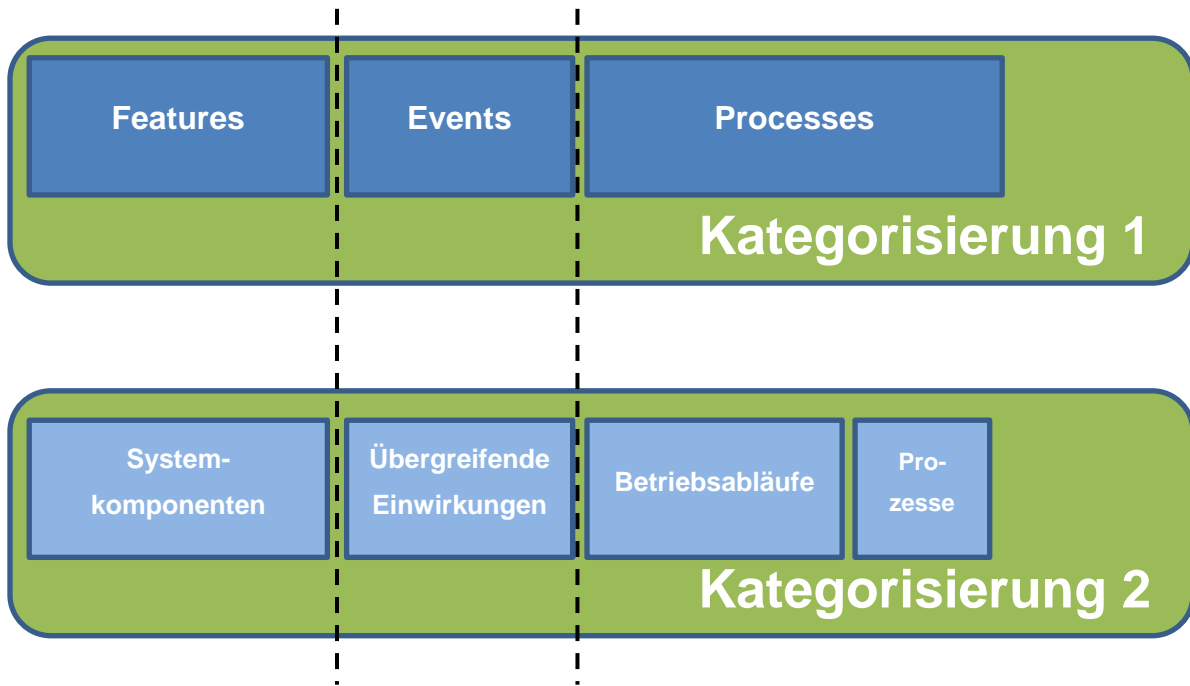 Features
Events
Processes
Kategorisierung 1
System-
komponenten
Übergreifende
Einwirkungen
Betriebsabläufe
Pro-
zesse
Kategorisierung 2